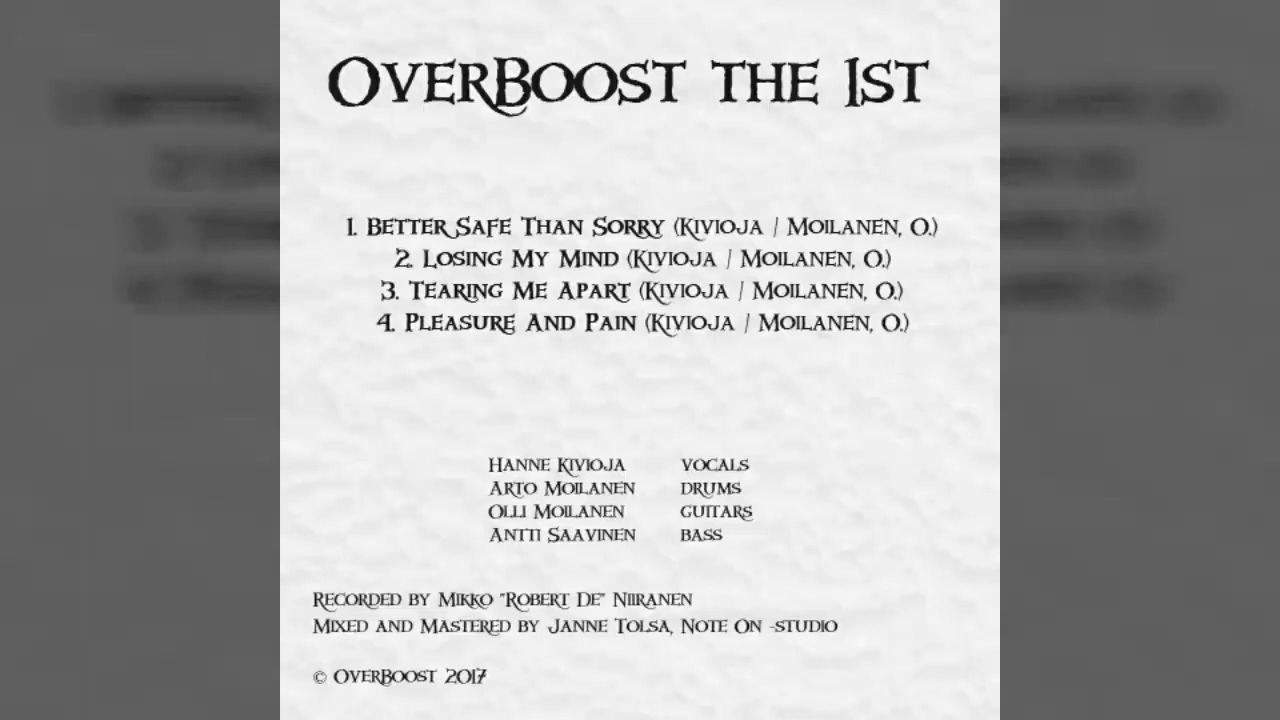 OverBoost the 1st
1. Better Safe Than Sorry (Kivioja / Moilanen, O.)
2. Losing My Mind (Kivioja / Moilanen, O.)
3. Tearing Me Apart (Kivioja / Moilanen, O.)
4. Pleasure And Pain (Kivioja / Moilanen, O.)
Hanne Kivioja vocals
Arto Moilanen drums
Olli Moilanen guitars
Antti Saavinen bass
Recorded by Mikko "Robert De" Niiranen
Mixed and Mastered by Janne Tolsa, Note On -studio
© OverBoost 2017